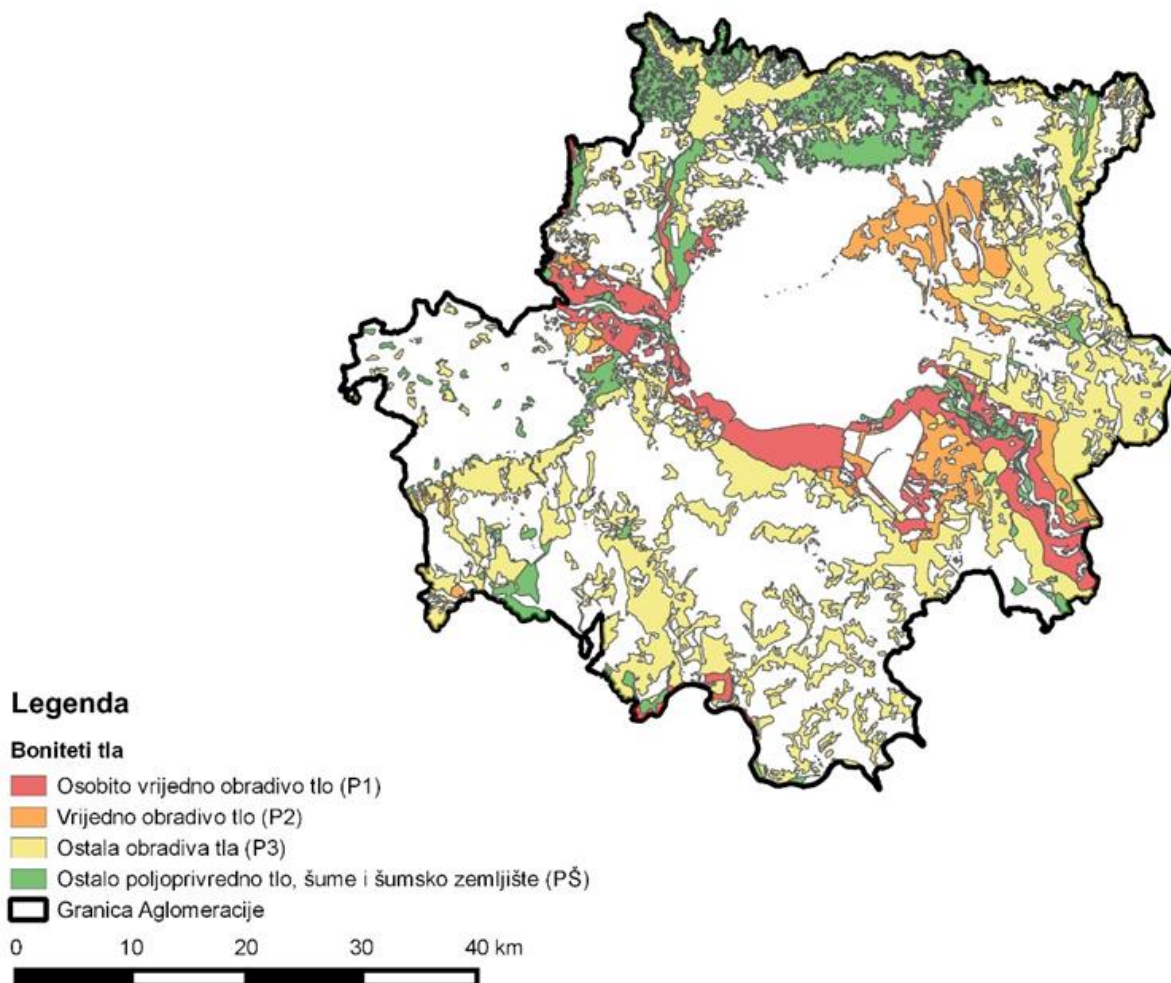 Legenda
Boniteti tla
Osobito vrijedno obradivo tlo (P1)
Vrijedno obradivo tlo (P2)
Ostala obradiva tla (P3)
Ostalo poljoprivredno tlo, šume i šumsko zemljište (PŠ)
Granica Aglomeracije
0 10 20 40 km